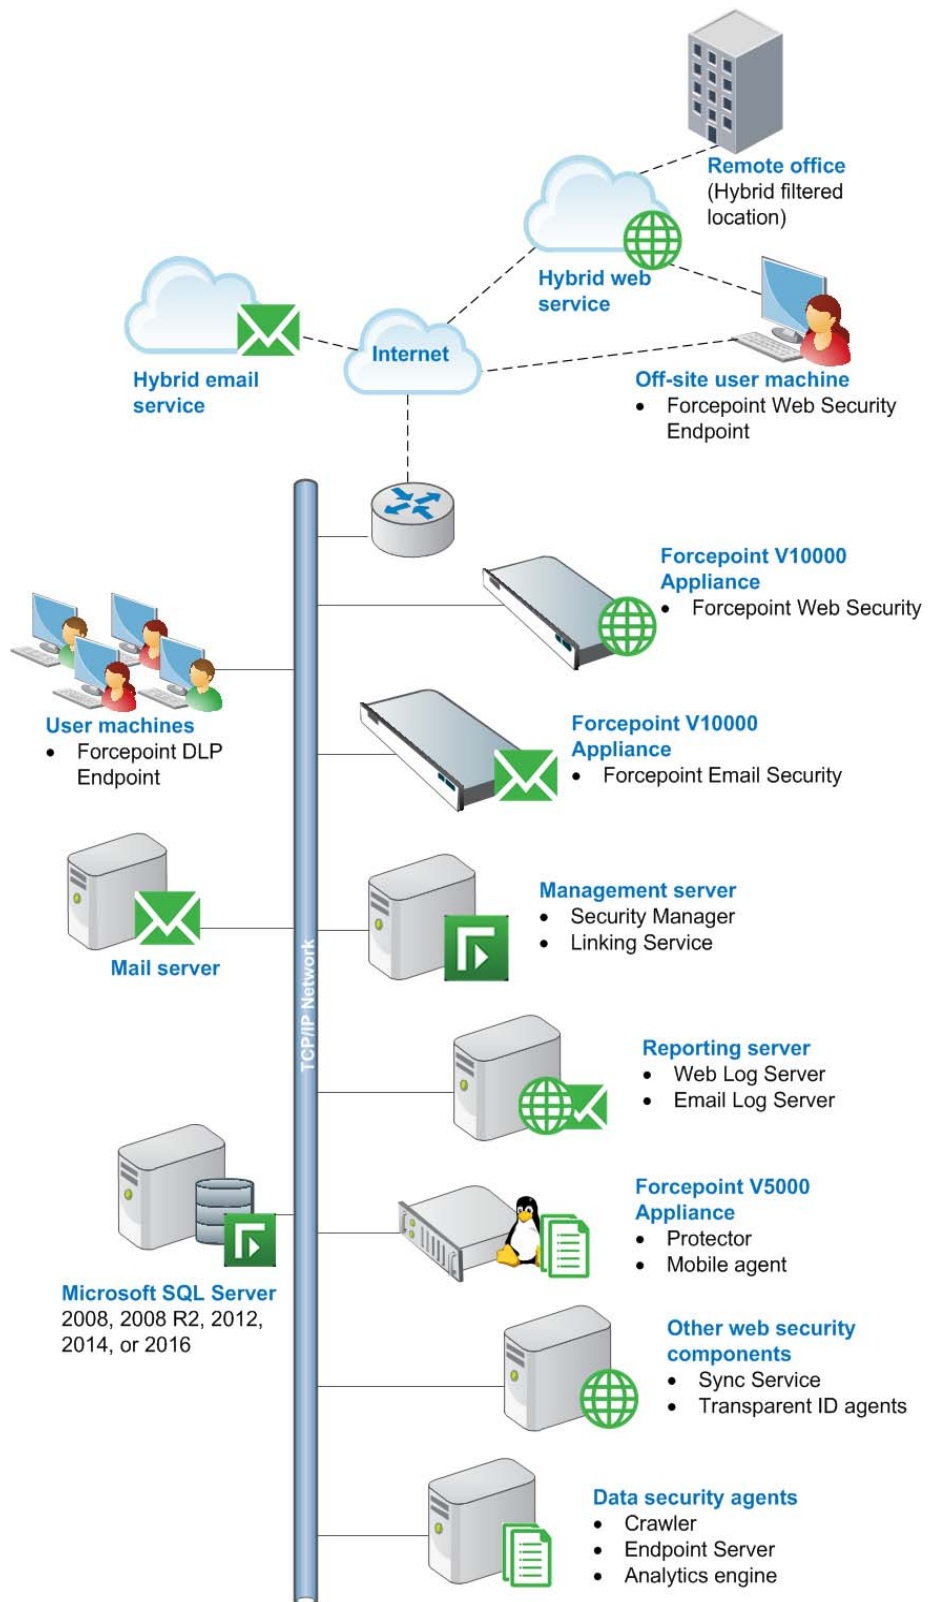 Remote office
(Hybrid filtered
location)
Hybrid web
service
Internet
Hybrid email
service
Off-site user machine
• Forcepoint Web Security
Endpoint
Forcepoint V10000
Appliance
• Forcepoint Web Security
User machines
• Forcepoint DLP
Endpoint
Forcepoint V10000
Appliance
• Forcepoint Email Security
Mail server
Management server
• Security Manager
• Linking Service
TCP/IP Network
Reporting server
• Web Log Server
• Email Log Server
Microsoft SQL Server
2008, 2008 R2, 2012,
2014, or 2016
Forcepoint V5000
Appliance
• Protector
• Mobile agent
Other web security
components
• Sync Service
• Transparent ID agents
Data security agents
• Crawler
• Endpoint Server
• Analytics engine